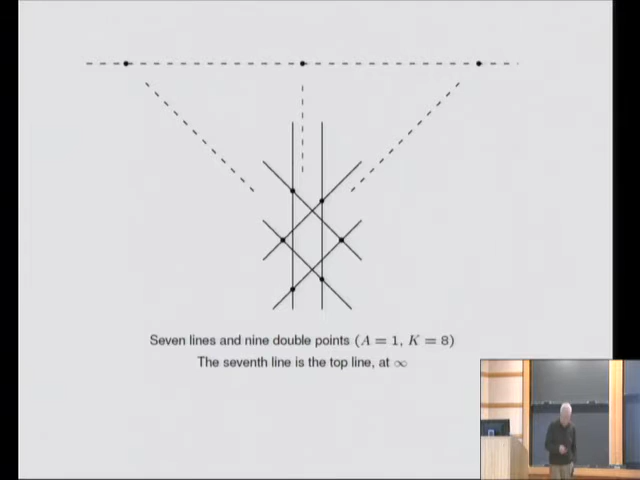 Seven lines and nine double points (A = 1, K = 8)
The seventh line is the top line, at ∞